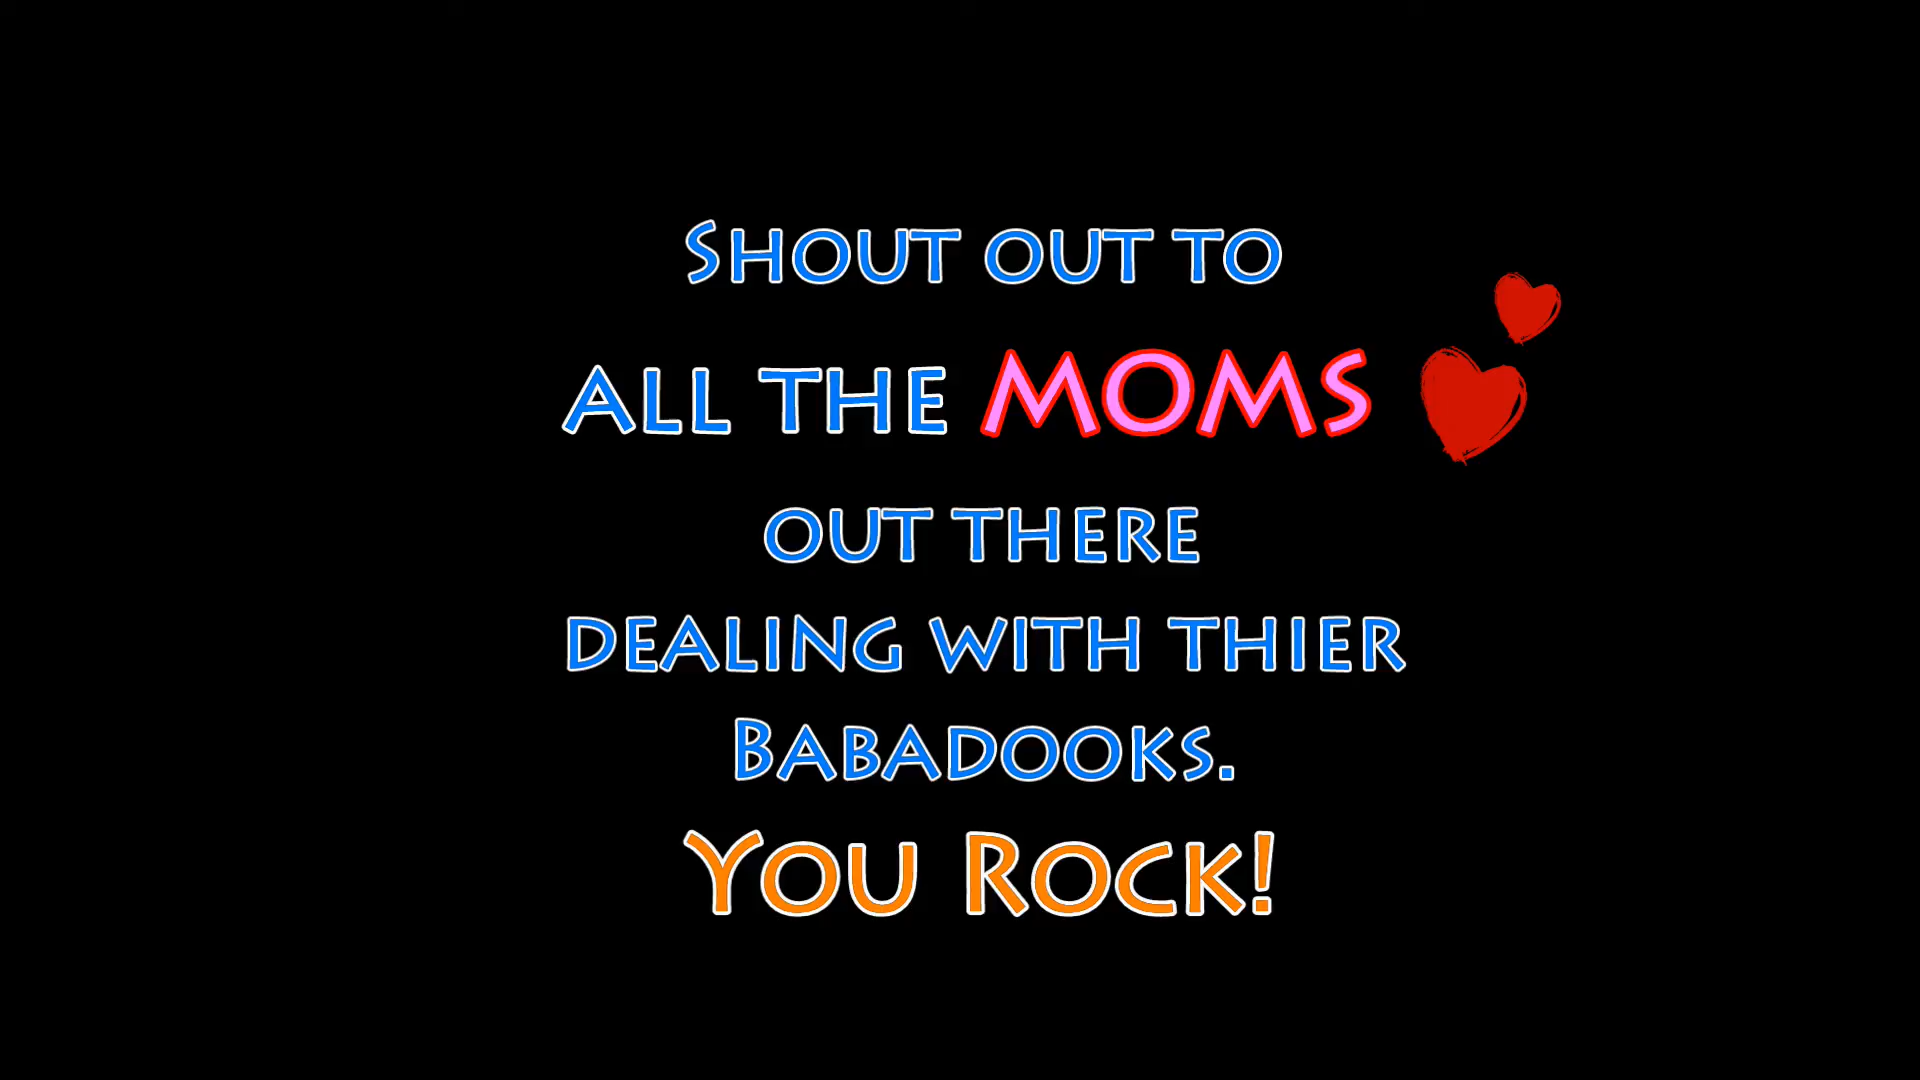 Shout out to
all the MOMS
out there
dealing with thier
Babadooks.
You Rock!